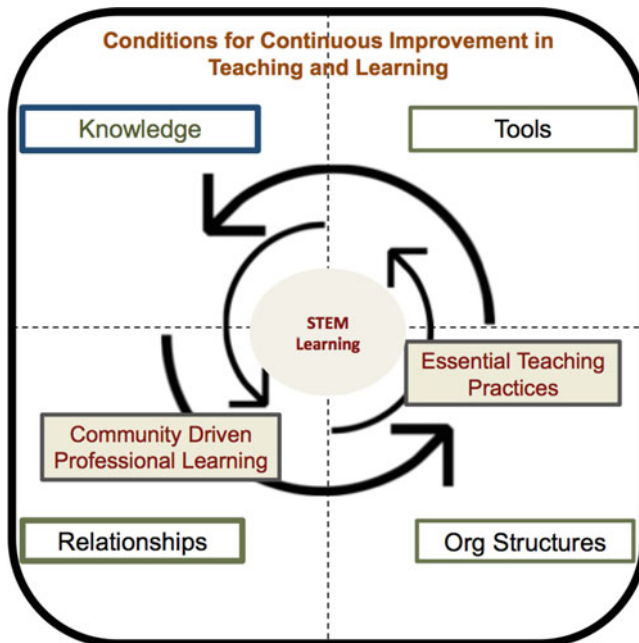 Conditions for Continuous Improvement in
Teaching and Learning
Knowledge
Tools
STEM
Learning
Essential Teaching
Practices
Community Driven
Professional Learning
Relationships
Org Structures